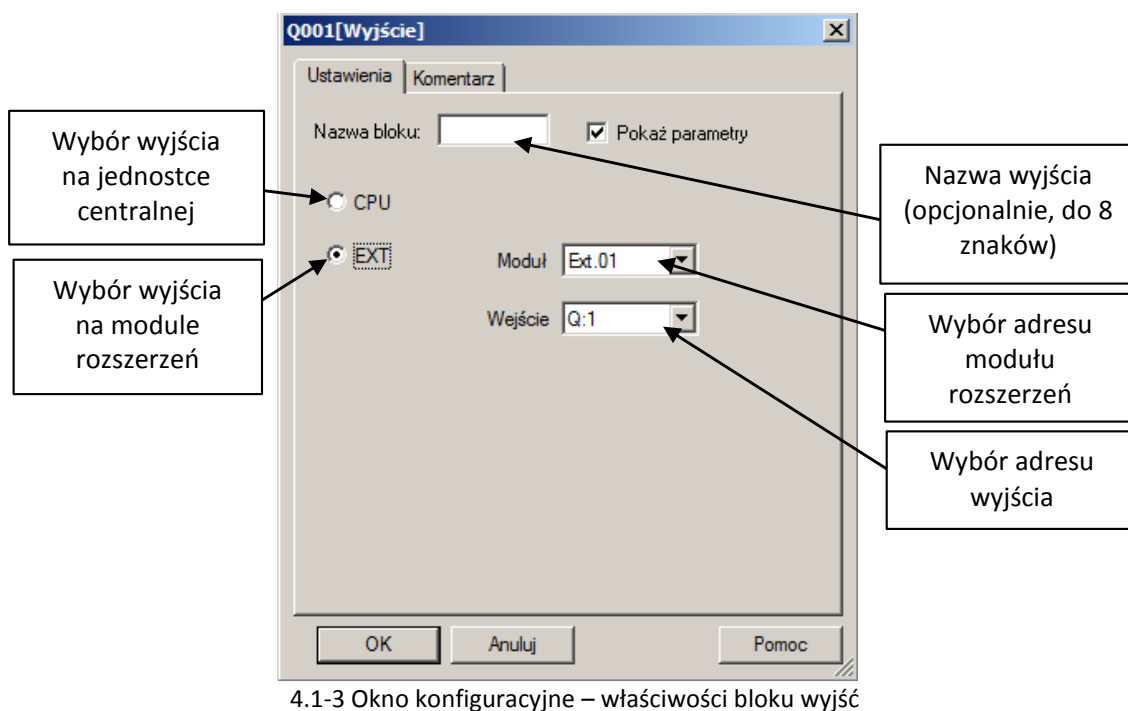 Q001[Wyjście]
Ustawienia
Komentarz
Nazwa bloku:
Pokaż parametry
CPU
EXT
Moduł
Ext.01
Wejście
Q:1
OK
Anuluj
Pomoc
Wybór wyjścia
na jednostce
centralnej
Wybór wyjścia
na module
rozszerzeń
Nazwa wyjścia
(opcjonalnie, do 8
znaków)
Wybór adresu
modułu
rozszerzeń
Wybór adresu
wyjścia
4.1-3 Okno konfiguracyjne – właściwości bloku wyjść